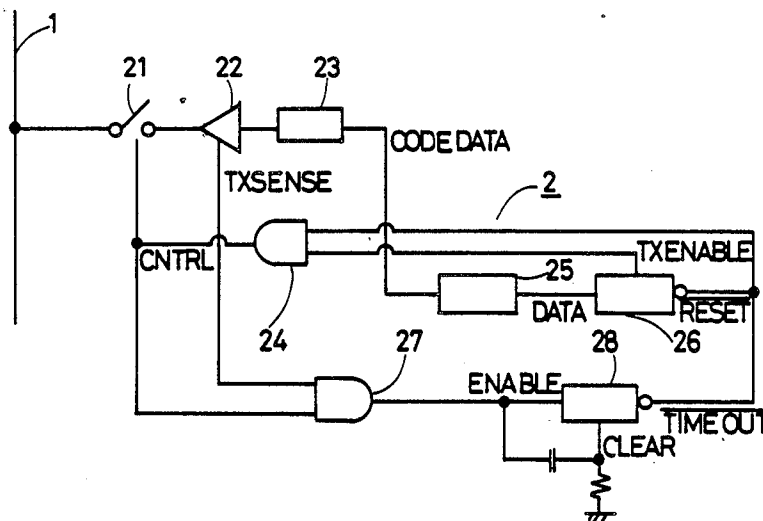 1
21
22
23
CODE DATA
TXSENSE
2
CNTRL
TXENABLE
25
DATA
RESET
24
26
27
28
ENABLE
TIME OUT
CLEAR